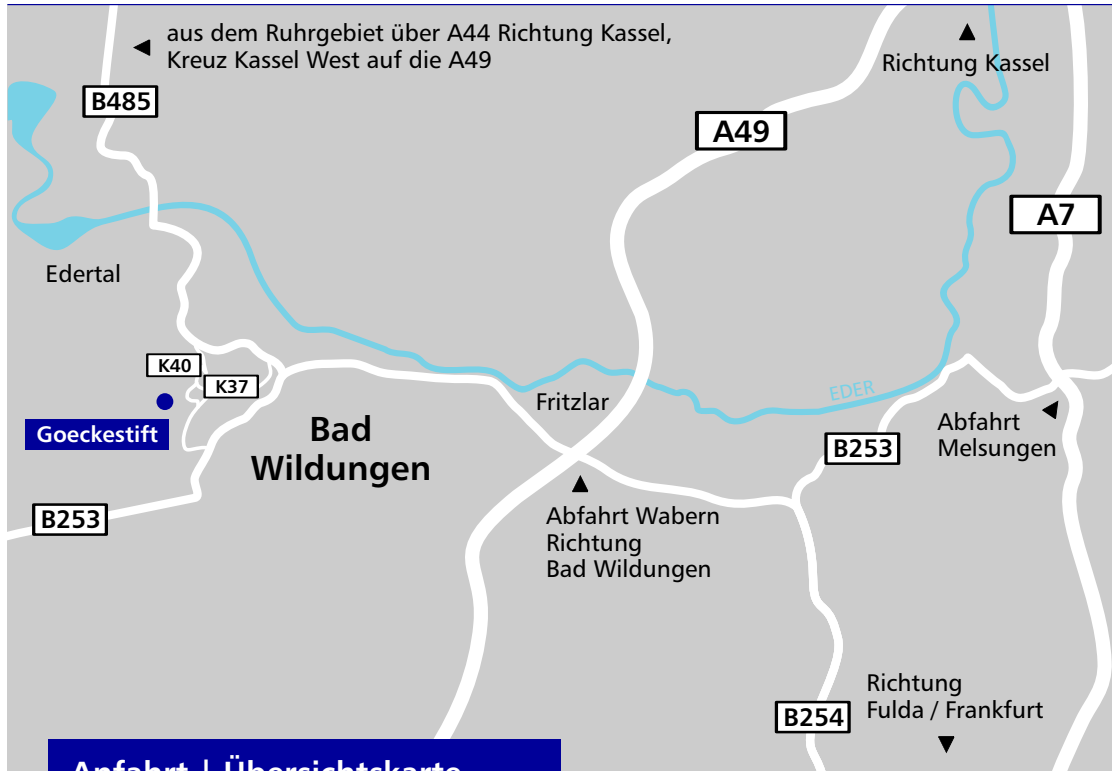 aus dem Ruhrgebiet über A44 Richtung Kassel,
Kreuz Kassel West auf die A49
Richtung Kassel
B485
A49
A7
Edertal
K40
K37
EDER
Fritzlar
Goeckestift
Bad
Wildungen
Abfahrt
Melsungen
B253
B253
Abfahrt Wabern
Richtung
Bad Wildungen
Richtung
Fulda / Frankfurt
B254
Anfahrt | Übersichtskarte